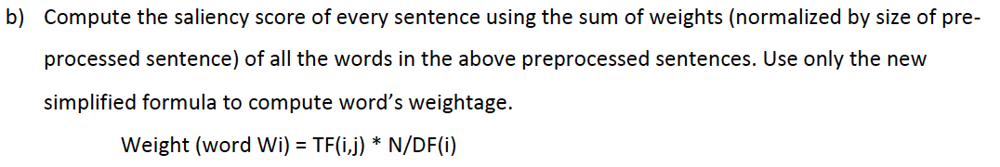 b) Compute the saliency score of every sentence using the sum of weights (normalized by size of pre-
processed sentence) of all the words in the above preprocessed sentences. Use only the new
simplified formula to compute word’s weightage.
Weight (word Wi) = TF(i,j) * N/DF(i)